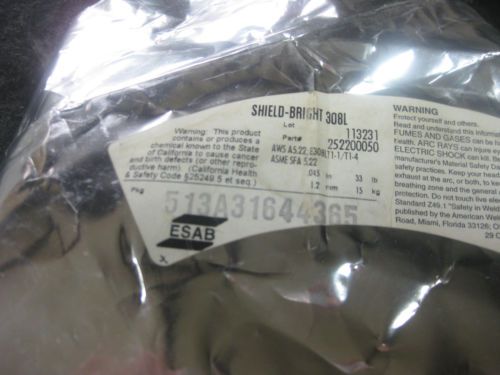 SHIELD-BRIGHT 308L
Lot 113231
Part# 252200050
AWS A5.22, E308LT1-1/T1-4
ASME SFA 5.22
.045 in 33 lb
1.2 mm 15 kg
Warning: This product
contains or produces a
chemical known to the State
of California to cause cancer
and birth defects (or other repro-
ductive harm). (California Health
& Safety Code §25249.5 et seq.)
Pkg 513A31644365
ESAB
WARNING
Protect yourself and others.
Read and understand this
FUMES AND GASES can be
health. ARC RAYS can injure
ELECTRIC SHOCK can
manufacturer's
safety practices. Keep your head
exhaust at the arc, or both, to
breathing zone and the general
protection. Do not touch live
Standard Z49.1 "Safety in
published by the American
Road, Miami, Florida 33126;
29 C